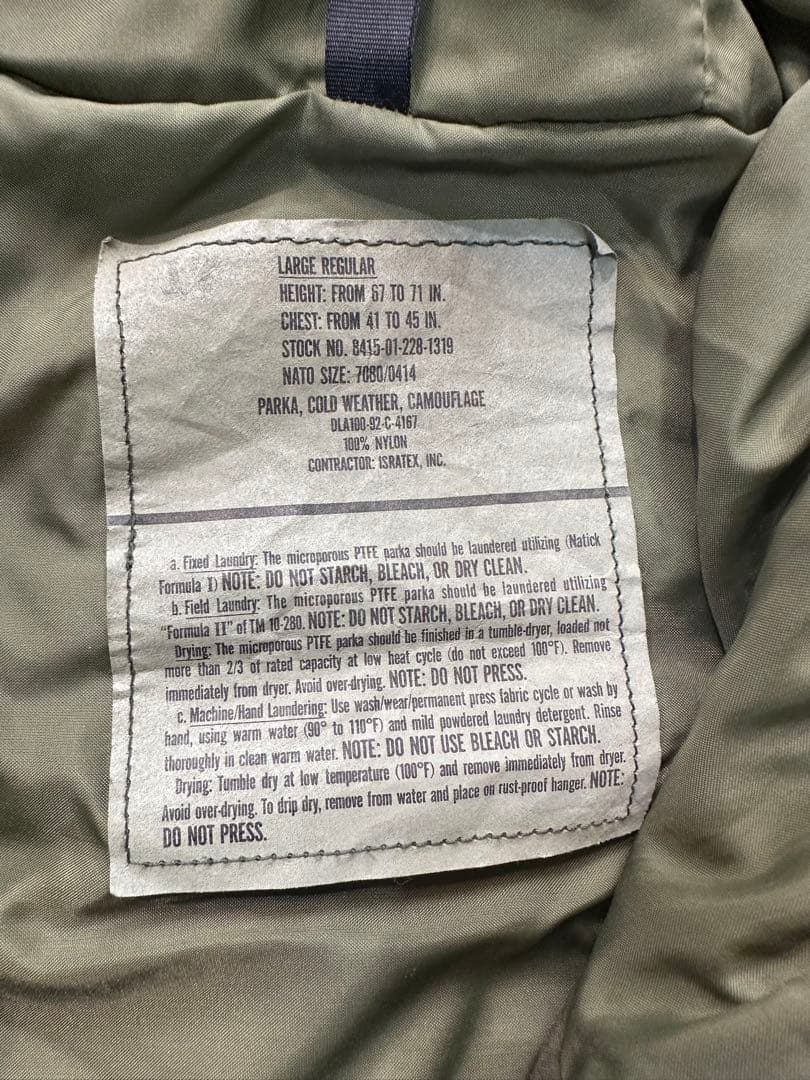 LARGE REGULAR
HEIGHT: FROM 67 TO 71 IN.
CHEST: FROM 41 TO 45 IN.
STOCK NO. 8415-01-228-1319
NATO SIZE: 7080/0414
PARKA, COLD WEATHER, CAMOUFLAGE
DLA100-92-C-4167
100% NYLON
CONTRACTOR: ISRATEX, INC.
a. Fixed Laundry: The microporous PTFE parka should be laundered utilizing (Natick
Formula I) NOTE: DO NOT STARCH, BLEACH, OR DRY CLEAN.
b. Field Laundry: The microporous PTFE parka should be laundered utilizing
"Formula II" of TM 10-280. NOTE: DO NOT STARCH, BLEACH, OR DRY CLEAN.
Drying: The microporous PTFE parka should be finished in a tumble-dryer, loaded not
more than 2/3 of rated capacity at low heat cycle (do not exceed 100°F). Remove
immediately from dryer. Avoid over-drying. NOTE: DO NOT PRESS.
c. Machine/Hand Laundering: Use wash/wear/permanent press fabric cycle or wash by
hand, using warm water (90° to 110°F) and mild powdered laundry detergent. Rinse
thoroughly in clean warm water. NOTE: DO NOT USE BLEACH OR STARCH.
Drying: Tumble dry at low temperature (100°F) and remove immediately from dryer.
Avoid over-drying. To drip dry, remove from water and place on rust-proof hanger. NOTE:
DO NOT PRESS.